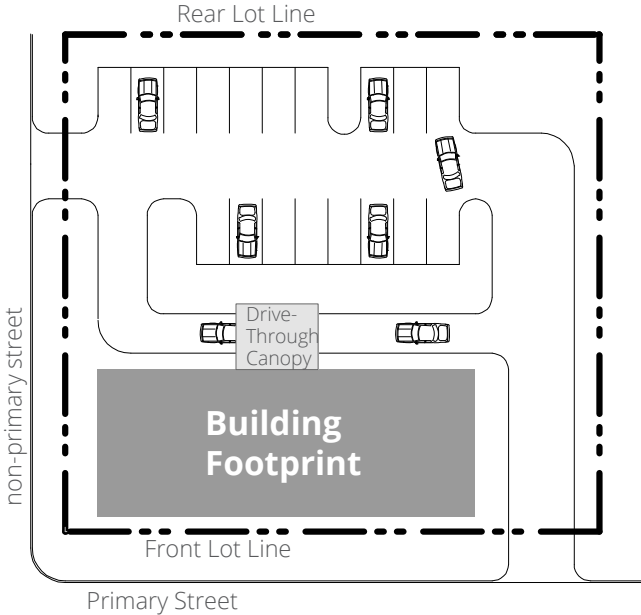 Rear Lot Line
non-primary street
Drive-
Through
Canopy
Building
Footprint
Front Lot Line
Primary Street